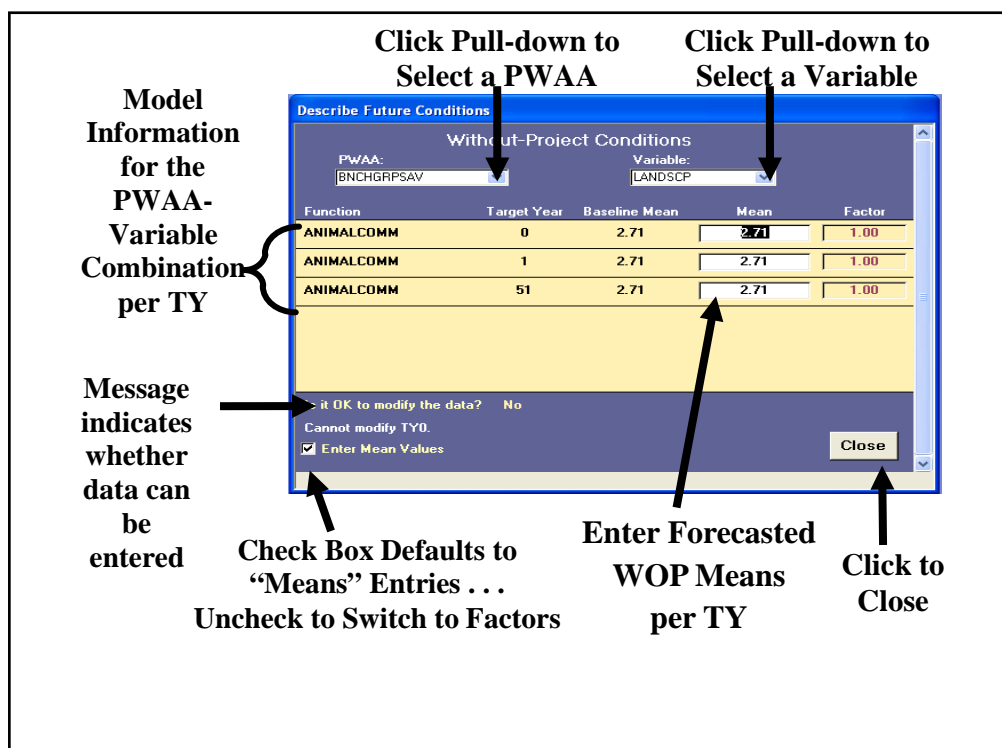 Click Pull-down to
Select a PWAA
Click Pull-down to
Select a Variable
Model
Information
for the
PWAA-
Variable
Combination
per TY
Describe Future Conditions
Without-Project Conditions
PWAA:
Variable:
BNCHGRPSAV
LANDSCP
Function Target Year Baseline Mean Mean Factor
ANIMALCOMM 0 2.71 2.71 1.00
ANIMALCOMM 1 2.71 2.71 1.00
ANIMALCOMM 51 2.71 2.71 1.00
Message
indicates
whether
data can
be
entered
it OK to modify the data? No
Cannot modify TY0.
Enter Mean Values
Close
Check Box Defaults to
“Means” Entries . . .
Uncheck to Switch to Factors
Enter Forecasted
WOP Means
per TY
Click to
Close